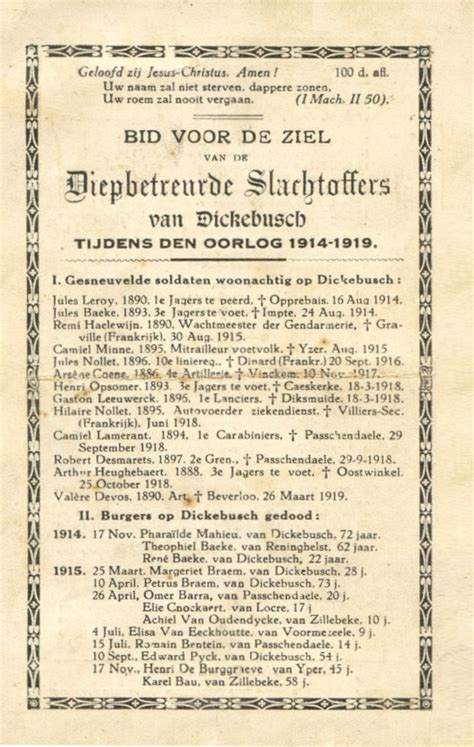 Geloofd zij Jesus-Christus. Amen ! 100 d. afl.
Uw naam zal niet sterven, dappere zonen,
Uw roem zal nooit vergaan. (I Mach. II 50).
BID VOOR DE ZIEL
VAN DE
Diepbetreurde Slachtoffers
van Dickebusch
TIJDENS DEN OORLOG 1914-1919.
I. Gesneuvelde soldaten woonachtig op Dickebusch :
Jules Leroy, 1890, 1e Jagers te peerd, † Opprebais, 16 Aug 1914.
Jules Baeke, 1893, 3e Jagers te voet, † Impte, 24 Aug. 1914.
Remi Haelewijn, 1890, Wachtmeester der Gendarmerie, † Gra-
ville (Frankrijk), 30 Aug. 1915.
Camiel Minne, 1895, Mitrailleur voetvolk, † Yzer, Aug. 1915
Jules Nollet, 1896, 10e liniereg., † Dinard (Frankr.) 20 Sept. 1916.
Arsène Coene, 1886, 4e Artillerie, † Vinckem, 10 Nov. 1917.
Henri Opsomer, 1893, 3e Jagers te voet, † Caeskerke, 18-3-1918.
Gaston Leeuwerck, 1895, 1e Lanciers, † Diksmuide, 18-3-1918.
Hilaire Nollet, 1895, Autovoerder ziekendienst, † Villiers-Sec,
(Frankrijk), Juni 1918.
Camiel Lamerant, 1894, 1e Carabiniers, † Passchendaele, 29
September 1918.
Robert Desmarets, 1897, 2e Gren., † Passchendaele, 29-9-1918.
Arthur Heughebaert, 1888, 3e Jagers te voet, † Oostwinkel,
25 October 1918.
Valère Devos, 1890, Art, † Beverloo, 26 Maart 1919.
II. Burgers op Dickebusch gedood :
1914. 17 Nov. Pharaïlde Mahieu, van Dickebusch, 72 jaar.
Theophiel Baeke, van Reninghelst, 62 jaar.
René Baeke, van Dickebusch, 22 jaar.
1915. 25 Maart, Margeriet Braem, van Dickebusch, 28 j.
10 April, Petrus Braem, van Dickebusch, 73 j.
26 April, Omer Barra, van Passchendaele, 20 j.
Elie Cnockaert, van Locre, 17 j
Achiel Van Oudendycke, van Zillebeke, 10 j.
4 Juli, Elisa Van Eeckhoutte, van Voormezeele, 9 j.
15 Juli, Romain Bentein, van Passchendaele, 14 j.
10 Sept., Edward Pyck, van Dickebusch, 54 j.
17 Nov., Henri De Burggraeve van Yper, 43 j.
Karel Bau, van Zillebeke, 58 j.